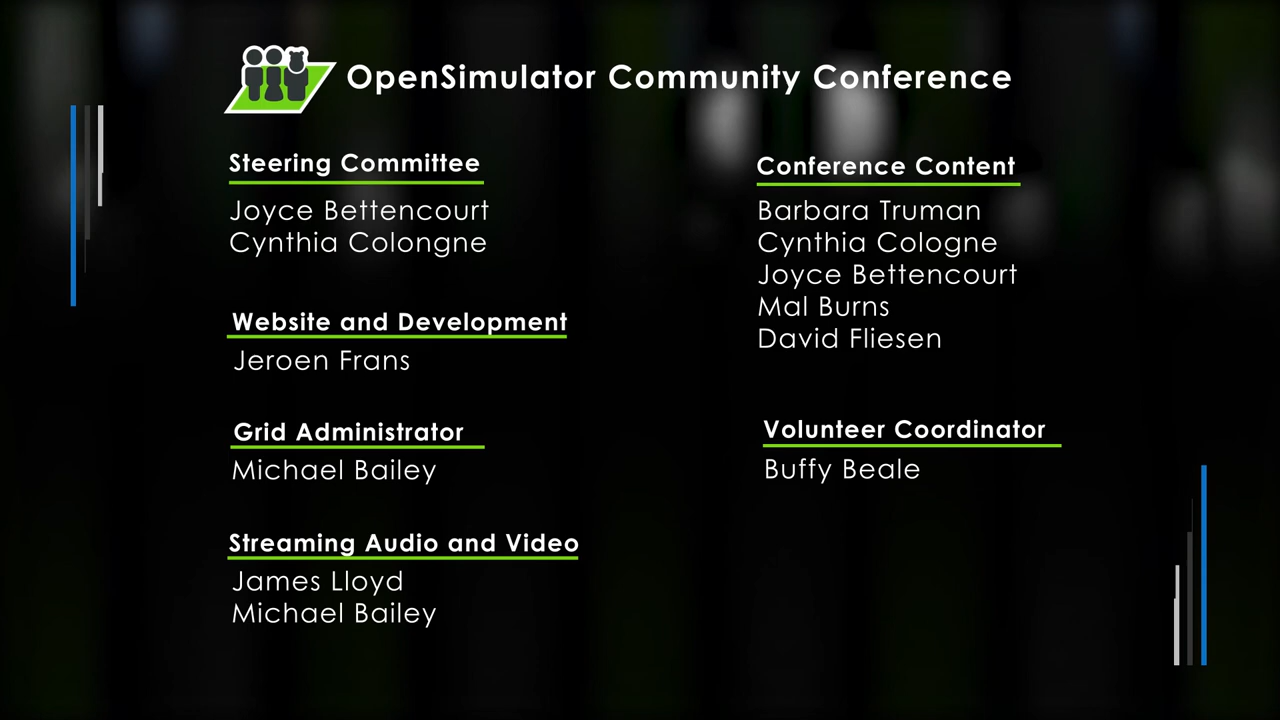 OpenSimulator Community Conference
Steering Committee
Joyce Bettencourt
Cynthia Colongne
Website and Development
Jeroen Frans
Grid Administrator
Michael Bailey
Streaming Audio and Video
James Lloyd
Michael Bailey
Conference Content
Barbara Truman
Cynthia Cologne
Joyce Bettencourt
Mal Burns
David Fliesen
Volunteer Coordinator
Buffy Beale